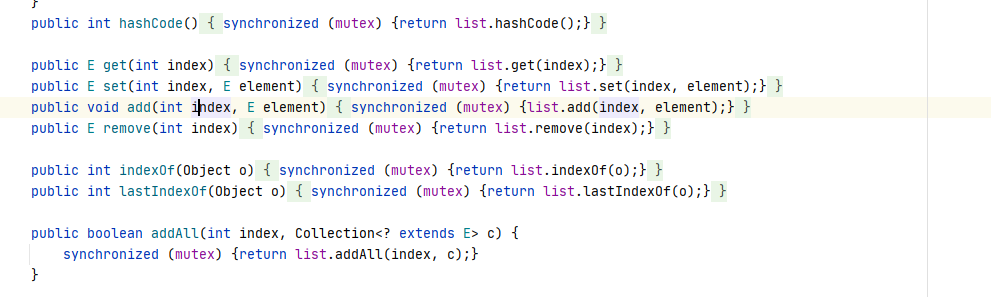 }
public int hashCode() { synchronized (mutex) {return list.hashCode();} }
public E get(int index) { synchronized (mutex) {return list.get(index);} }
public E set(int index, E element) { synchronized (mutex) {return list.set(index, element);} }
public void add(int index, E element) { synchronized (mutex) {list.add(index, element);} }
public E remove(int index) { synchronized (mutex) {return list.remove(index);} }
public int indexOf(Object o) { synchronized (mutex) {return list.indexOf(o);} }
public int lastIndexOf(Object o) { synchronized (mutex) {return list.lastIndexOf(o);} }
public boolean addAll(int index, Collection<? extends E> c) {
synchronized (mutex) {return list.addAll(index, c);}
}